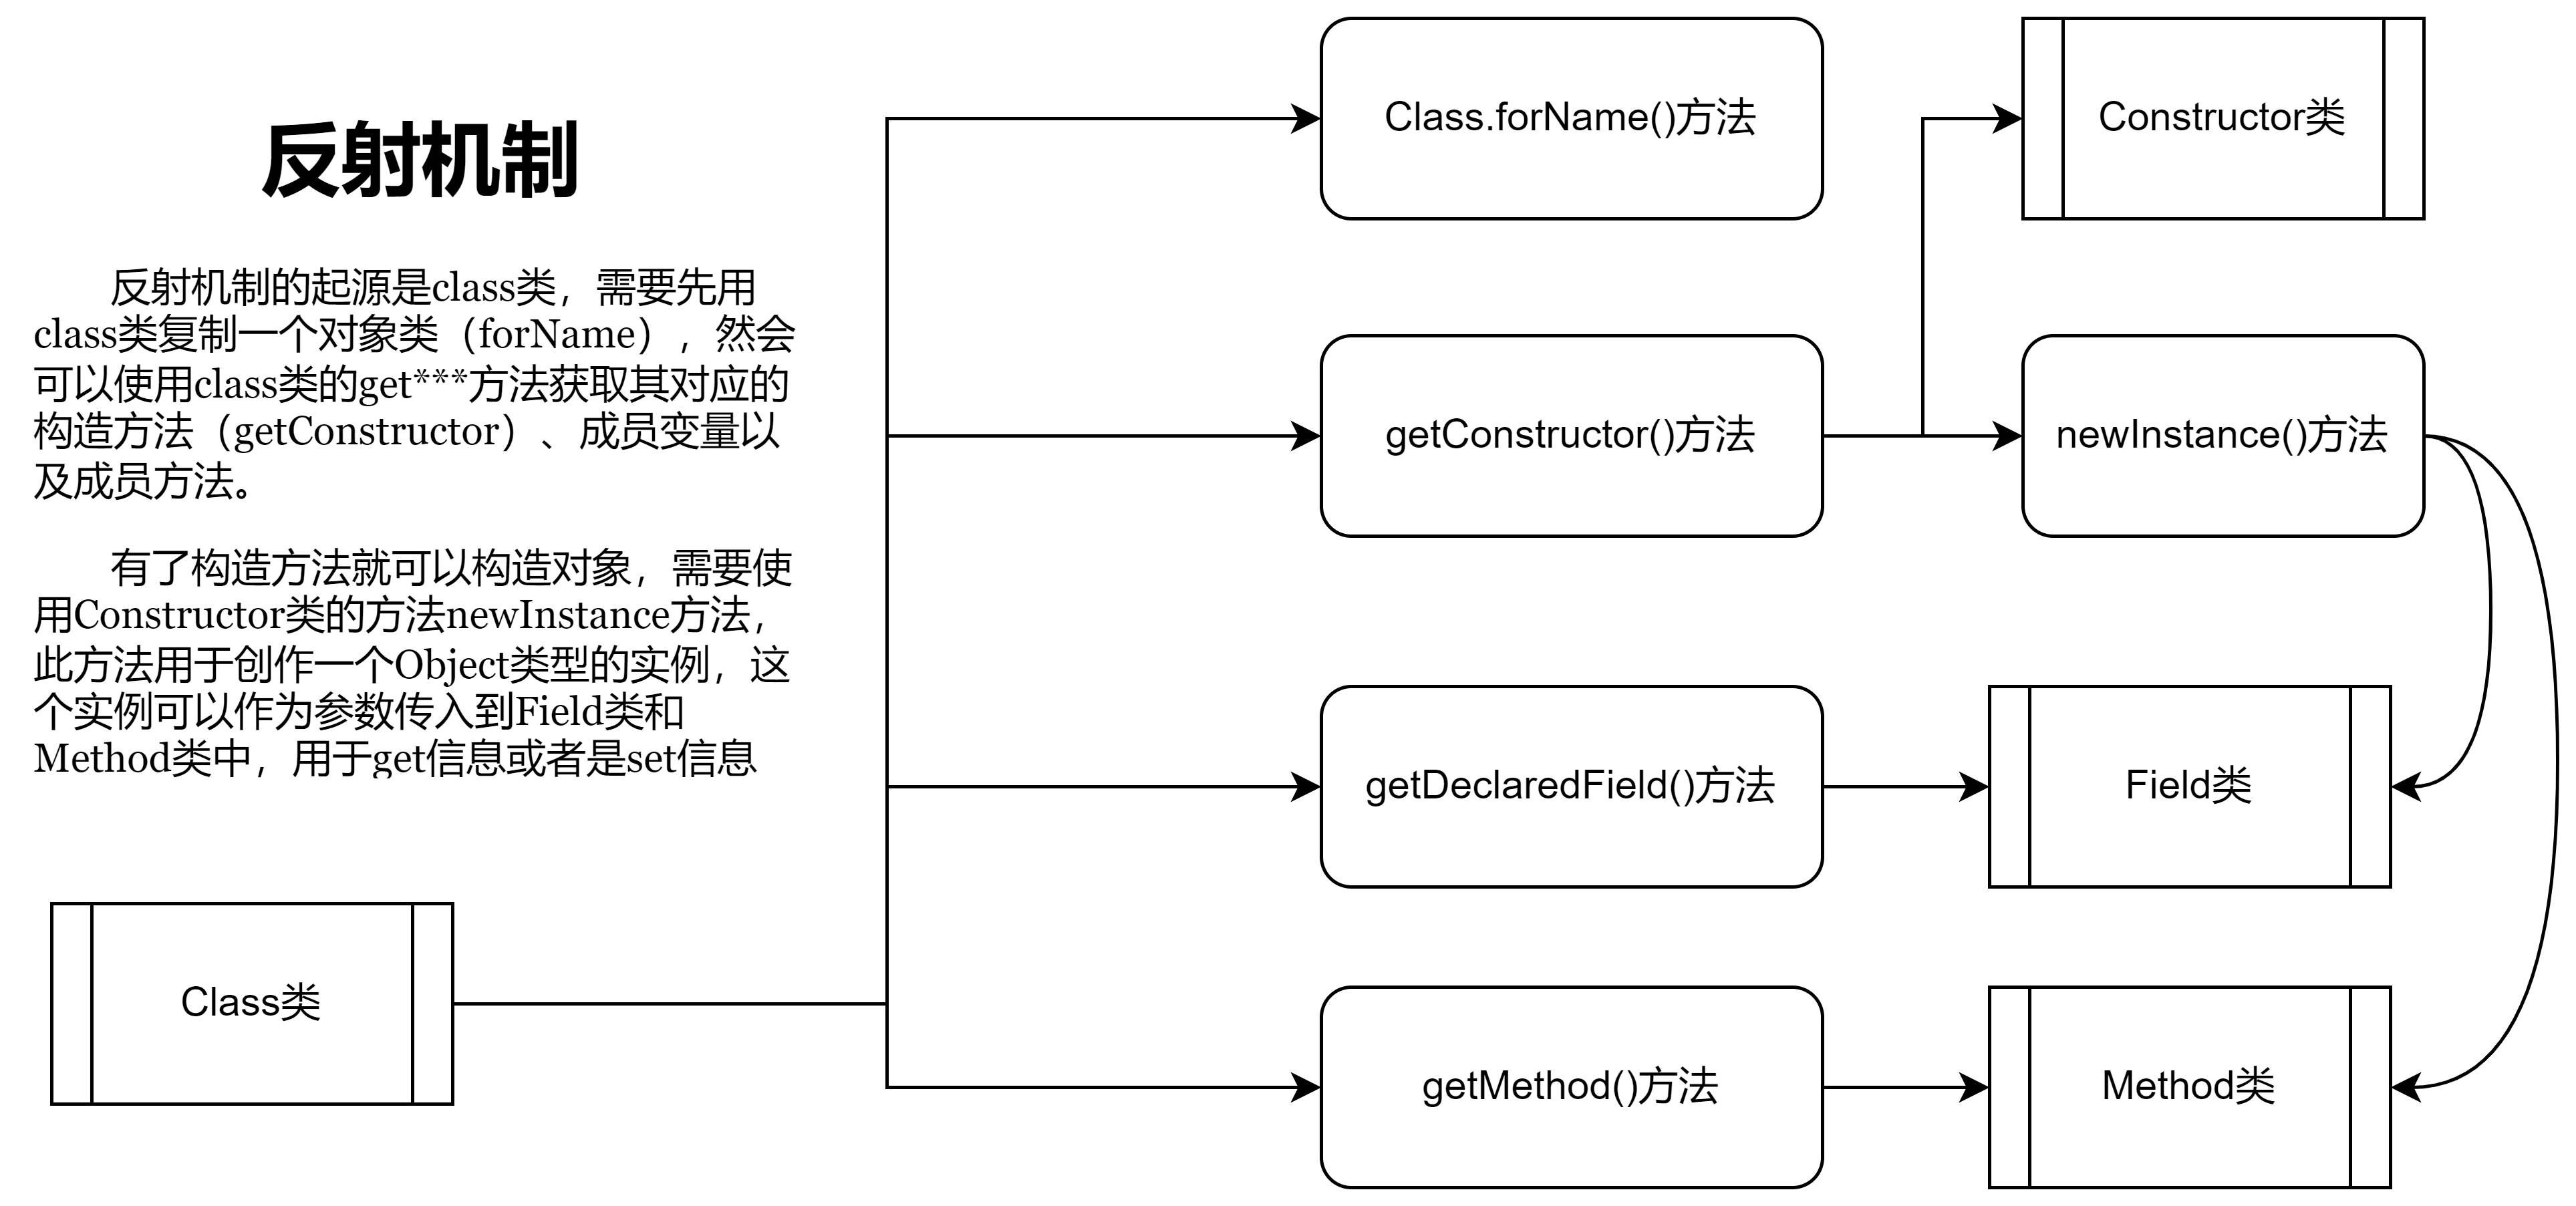 反射机制
反射机制的起源是class类，需要先用
class类复制一个对象类（forName），然会
可以使用class类的get***方法获取其对应的
构造方法（getConstructor）、成员变量以
及成员方法。
有了构造方法就可以构造对象，需要使
用Constructor类的方法newInstance方法，
此方法用于创作一个Object类型的实例，这
个实例可以作为参数传入到Field类和
Method类中，用于get信息或者是set信息
Class类
Class.forName()方法
Constructor类
getConstructor()方法
newInstance()方法
getDeclaredField()方法
Field类
getMethod()方法
Method类